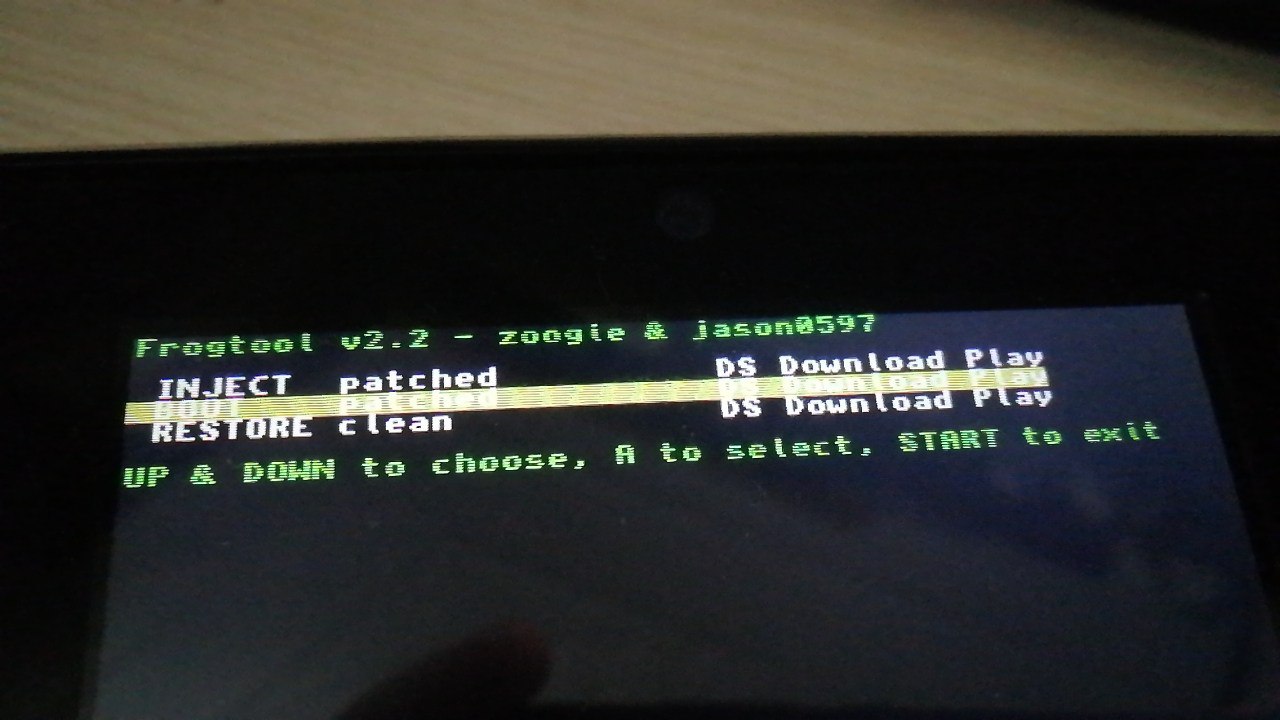 Frogtool v2.2 - zoogie & jason0597
INJECT patched DS Download Play
BOOT patched DS Download Play
RESTORE clean DS Download Play
UP & DOWN to choose, A to select, START to exit